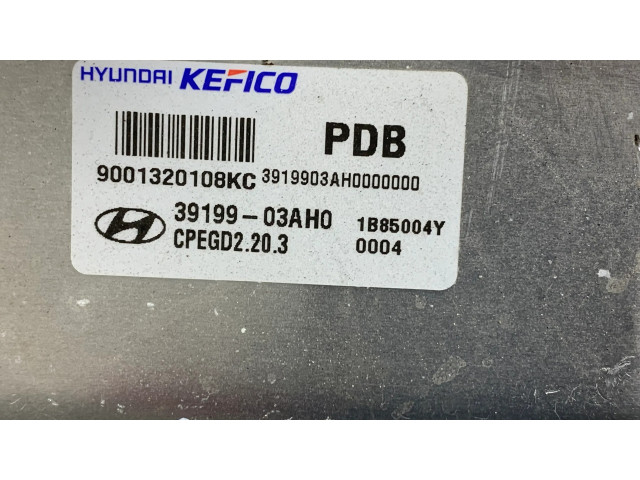 HYUNDAI KEFICO
PDB
9001320108KC 3919903AH0000000
39199-03AH0 1B85004Y
CPEGD2.20.3 0004